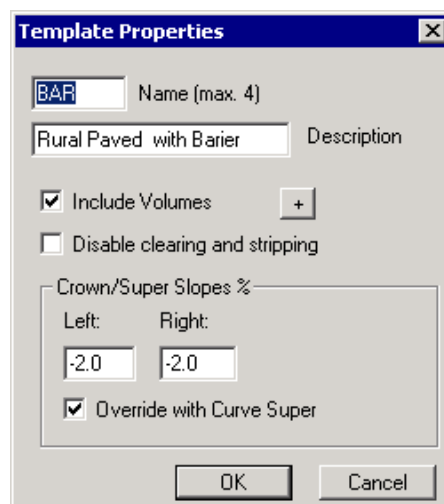 Template Properties
BAR Name (max. 4)
Rural Paved with Barier Description
Include Volumes +
Disable clearing and stripping
Crown/Super Slopes %
Left: Right:
-2.0 -2.0
Override with Curve Super
OK Cancel